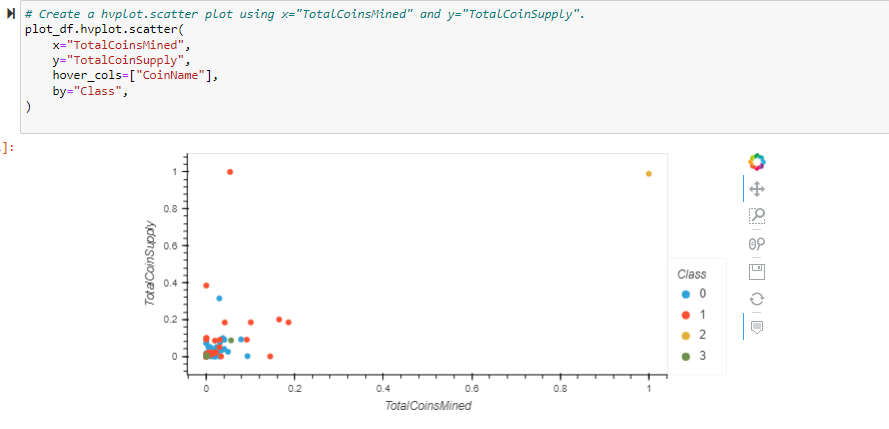 # Create a hvplot.scatter plot using x="TotalCoinsMined" and y="TotalCoinSupply".
plot_df.hvplot.scatter(
    x="TotalCoinsMined",
    y="TotalCoinSupply",
    hover_cols=["CoinName"],
    by="Class",
)
]:
TotalCoinSupply
1
0.8
0.6
0.4
0.2
0
0 0.2 0.4 0.6 0.8 1
TotalCoinsMined
Class
0
1
2
3